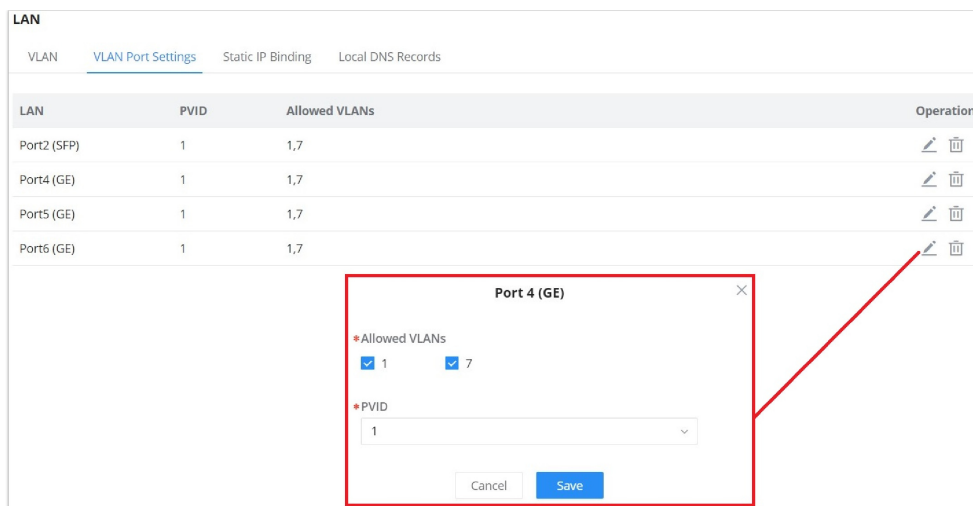 LAN
VLAN VLAN Port Settings Static IP Binding Local DNS Records
LAN PVID Allowed VLANs Operation
Port2 (SFP) 1 1,7
Port4 (GE) 1 1,7
Port5 (GE) 1 1,7
Port6 (GE) 1 1,7
Port 4 (GE)
*Allowed VLANs
1 7
*PVID
1
Cancel Save